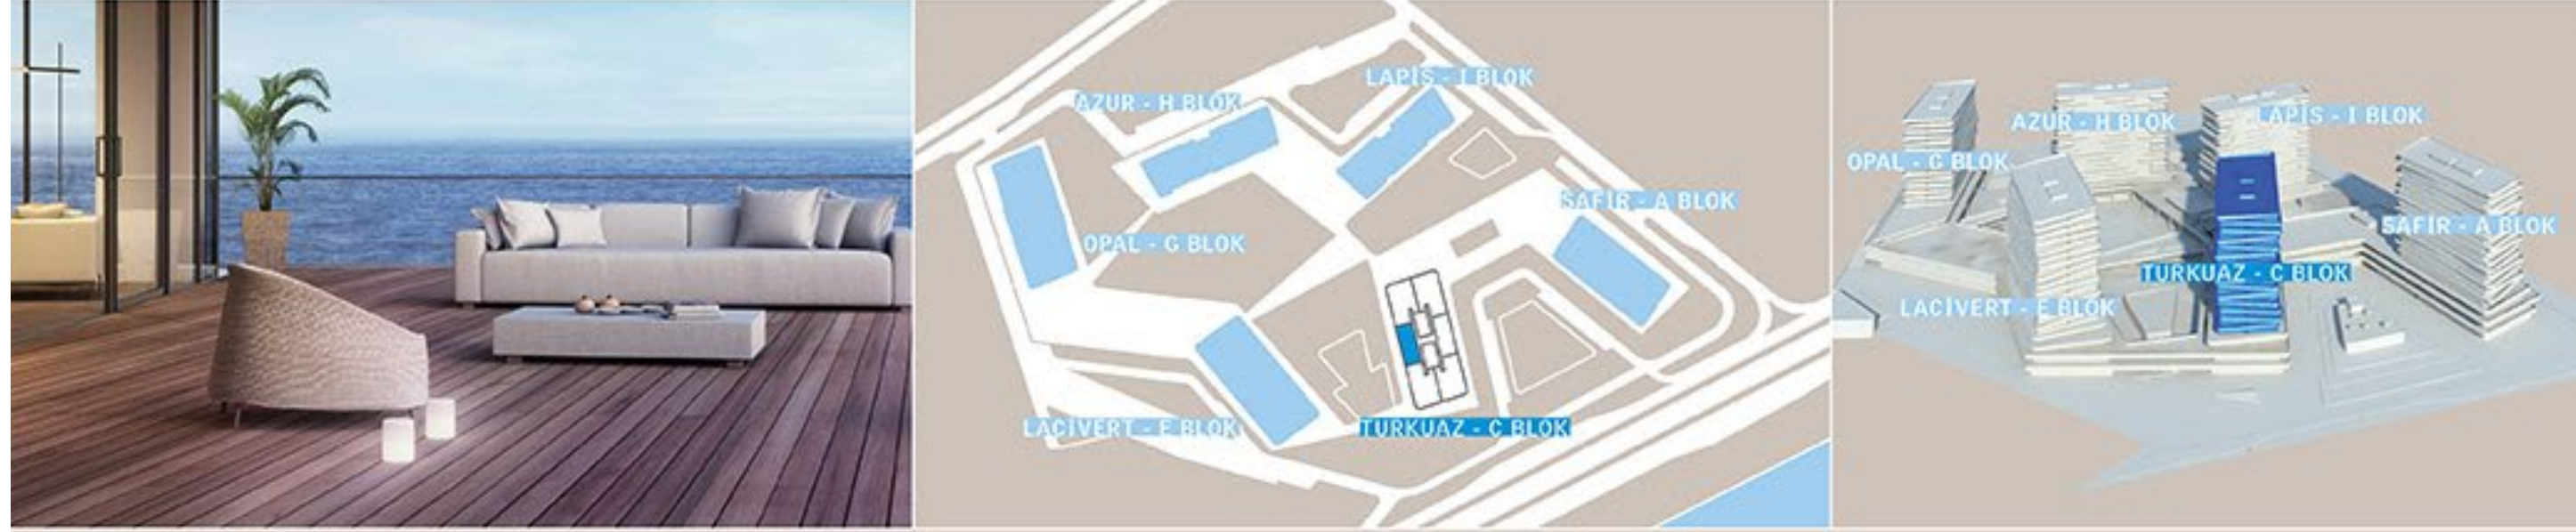 LAPİS - I BLOK
AZUR - H BLOK
SAFİR - A BLOK
OPAL - G BLOK
LACİVERT - E BLOK
TURKUAZ - C BLOK
AZUR - H BLOK
LAPİS - I BLOK
OPAL - G BLOK
SAFİR - A BLOK
TURKUAZ - C BLOK
LACİVERT - E BLOK